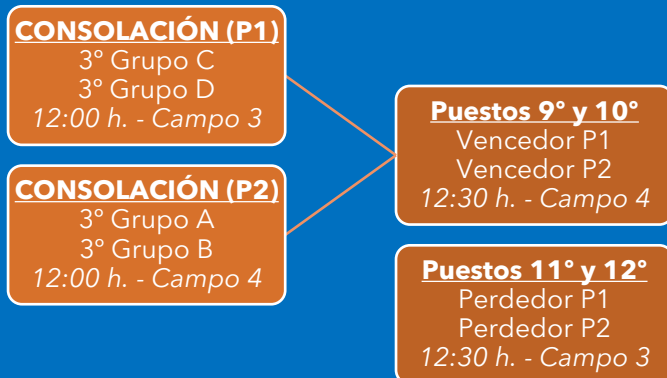 CONSOLACIÓN (P1)
3º Grupo C
3º Grupo D
12:00 h. - Campo 3
CONSOLACIÓN (P2)
3º Grupo A
3º Grupo B
12:00 h. - Campo 4
Puestos 9º y 10º
Vencedor P1
Vencedor P2
12:30 h. - Campo 4
Puestos 11º y 12º
Perdedor P1
Perdedor P2
12:30 h. - Campo 3